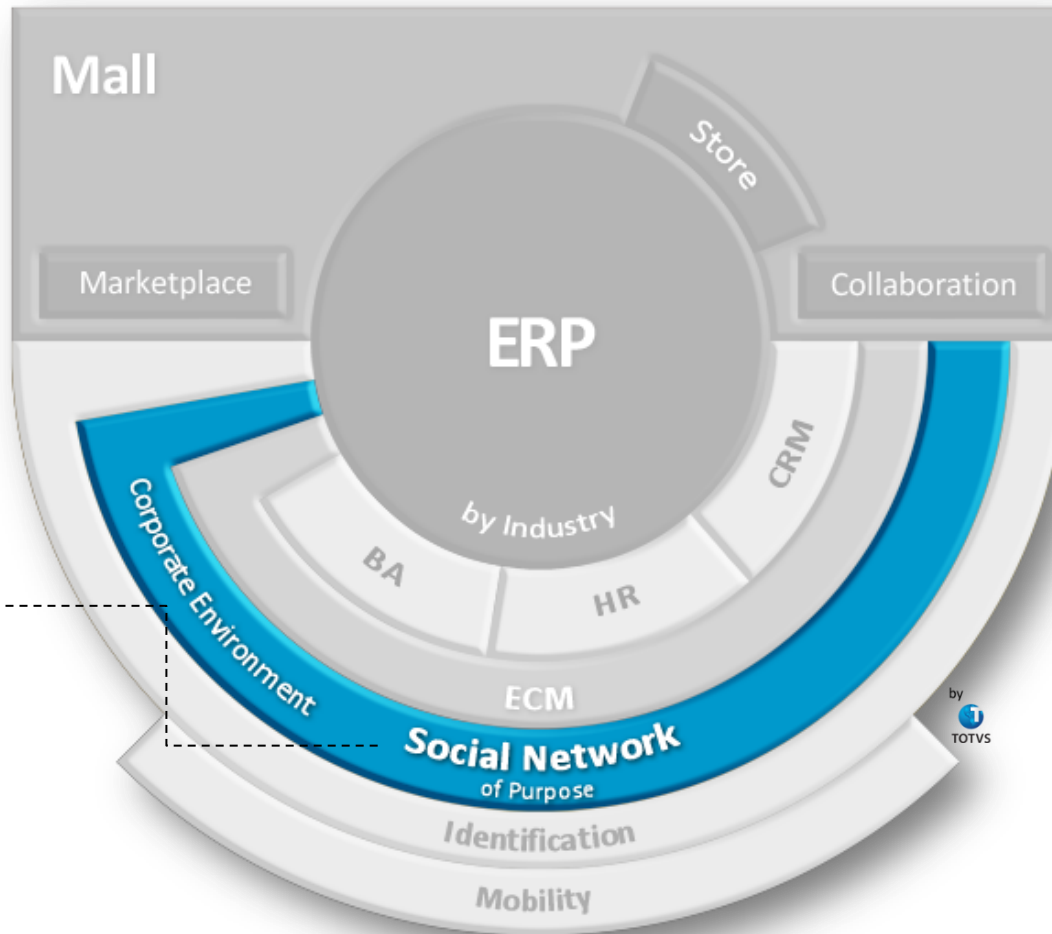 Mall
Store
Marketplace
Collaboration
ERP
by Industry
CRM
BA
HR
ECM
Corporate Environment
Social Network
of Purpose
by
TOTVS
Identification
Mobility